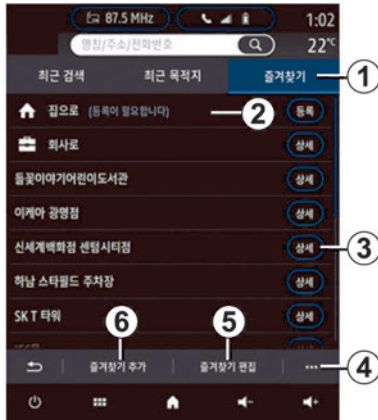 87.5 MHz
1:02
명칭/주소/전화번호
22℃
최근 검색 최근 목적지 즐겨찾기 1
집으로 (등록이 필요합니다) 2 등록
회사로 상세
들꽃이야기어린이도서관 상세
이케아 광명점 상세
신세계백화점 센텀시티점 상세 3
하남 스타필드 주차장 상세
SK T 타워 상세
6 5
즐겨찾기 추가 즐겨찾기 편집 ... 4